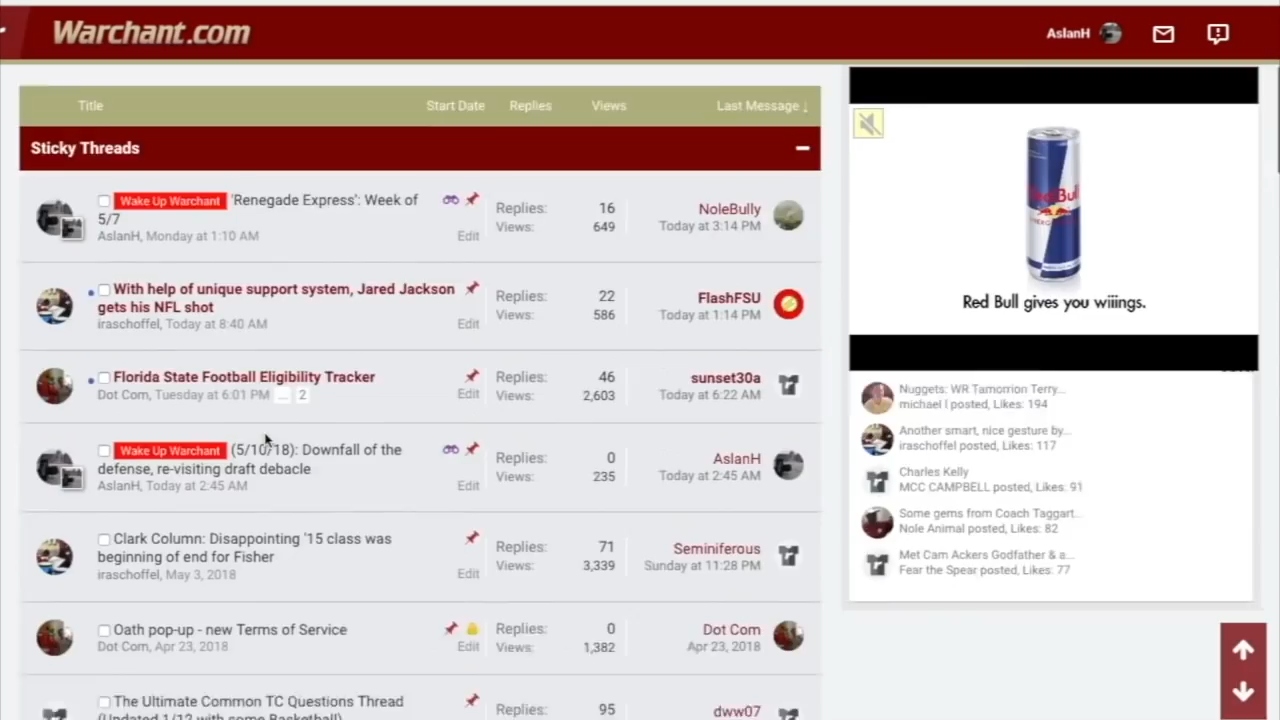 Warchant.com
AslanH
Title Start Date Replies Views Last Message ↓
Sticky Threads
Wake Up Warchant 'Renegade Express': Week of
5/7
AslanH, Monday at 1:10 AM
Edit
Replies: 16
Views: 649
NoleBully
Today at 3:14 PM
With help of unique support system, Jared Jackson
gets his NFL shot
iraschoffel, Today at 8:40 AM
Edit
Replies: 22
Views: 586
FlashFSU
Today at 1:14 PM
Florida State Football Eligibility Tracker
Dot Com, Tuesday at 6:01 PM ... 2
Edit
Replies: 46
Views: 2,603
sunset30a
Today at 6:22 AM
Wake Up Warchant (5/10/18): Downfall of the
defense, re-visiting draft debacle
AslanH, Today at 2:45 AM
Edit
Replies: 0
Views: 235
AslanH
Today at 2:45 AM
Clark Column: Disappointing '15 class was
beginning of end for Fisher
iraschoffel, May 3, 2018
Edit
Replies: 71
Views: 3,339
Seminiferous
Sunday at 11:28 PM
Oath pop-up - new Terms of Service
Dot Com, Apr 23, 2018
Edit
Replies: 0
Views: 1,382
Dot Com
Apr 23, 2018
The Ultimate Common TC Questions Thread
(Updated 1/12 with some Basketball)
Replies: 95
dww07
Red Bull
Red Bull gives you wiiings.
Nuggets: WR Tamorrion Terry...
michael l posted, Likes: 194
Another smart, nice gesture by...
iraschoffel posted, Likes: 117
Charles Kelly
MCC CAMPBELL posted, Likes: 91
Some gems from Coach Taggart...
Nole Animal posted, Likes: 82
Met Cam Ackers Godfather & a...
Fear the Spear posted, Likes: 77